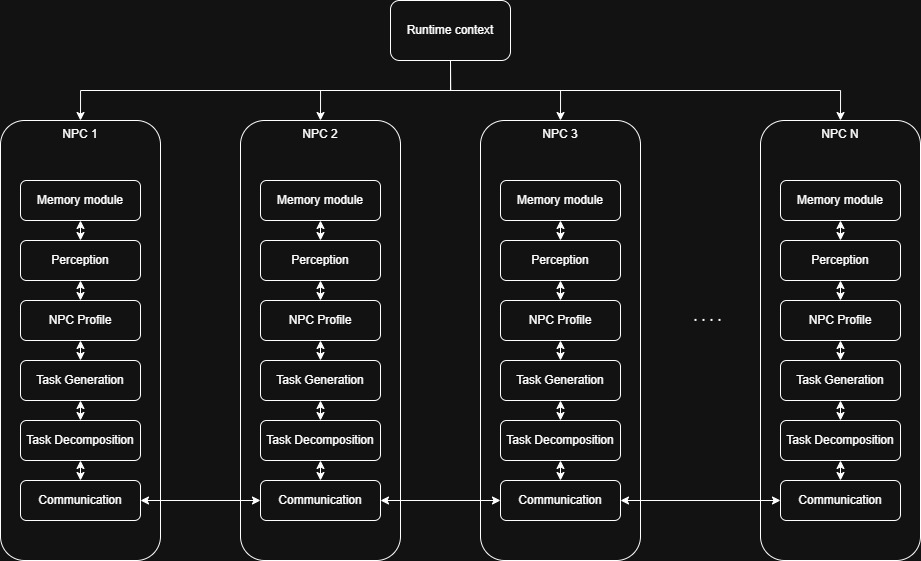 Runtime context
NPC 1
NPC 2
NPC 3
NPC N
Memory module
Memory module
Memory module
Memory module
Perception
Perception
Perception
Perception
NPC Profile
NPC Profile
NPC Profile
. . . .
NPC Profile
Task Generation
Task Generation
Task Generation
Task Generation
Task Decomposition
Task Decomposition
Task Decomposition
Task Decomposition
Communication
Communication
Communication
Communication